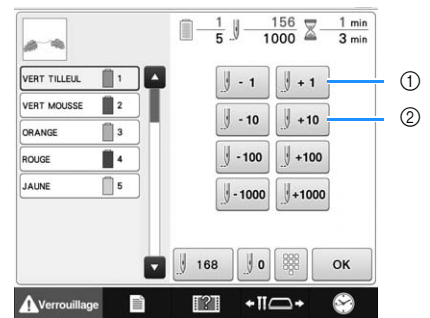 1/5 156/1000 1 min/3 min
VERT TILLEUL 1
VERT MOUSSE 2
ORANGE 3
ROUGE 4
JAUNE 5
- 1 + 1 ①
- 10 +10 ②
- 100 +100
- 1000 +1000
168 0 OK
Verrouillage ?